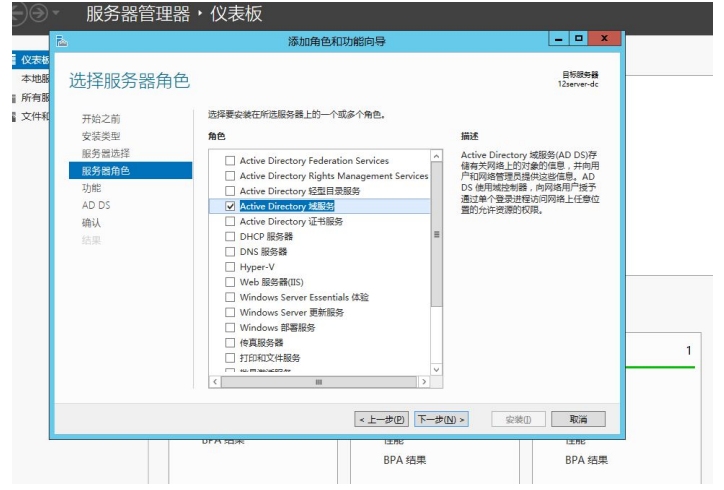 服务器管理器 ‣ 仪表板
添加角色和功能向导
仪表板
选择服务器角色
目标服务器
12server-dc
开始之前
安装类型
服务器选择
服务器角色
功能
AD DS
确认
结果
选择要安装在所选服务器上的一个或多个角色。
角色
Active Directory Federation Services
Active Directory Rights Management Services
Active Directory 轻型目录服务
Active Directory 域服务
Active Directory 证书服务
DHCP 服务器
DNS 服务器
Hyper-V
Web 服务器(IIS)
Windows Server Essentials 体验
Windows Server 更新服务
Windows 部署服务
传真服务器
打印和文件服务
描述
Active Directory 域服务(AD DS)存
储有关网络上的对象的信息，并向用
户和网络管理员提供这些信息。AD
DS 使用域控制器，向网络用户授予
通过单个登录进程访问网络上任意位
置的允许资源的权限。
< 上一步(P)
下一步(N) >
安装(I)
取消
本地服
所有服
文件和
1
BPA 结果
性能
性能
BPA 结果
BPA 结果